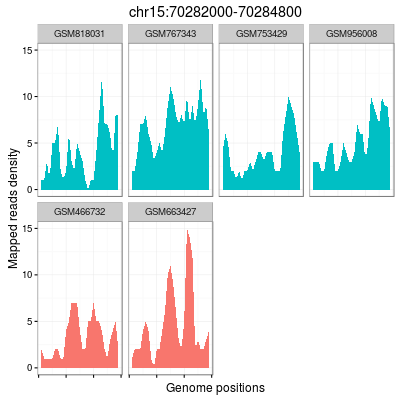 chr15:70282000-70284800
GSM818031 GSM767343 GSM753429 GSM956008
15
10
5
0
GSM466732 GSM663427
15
10
5
0
Mapped reads density
Genome positions